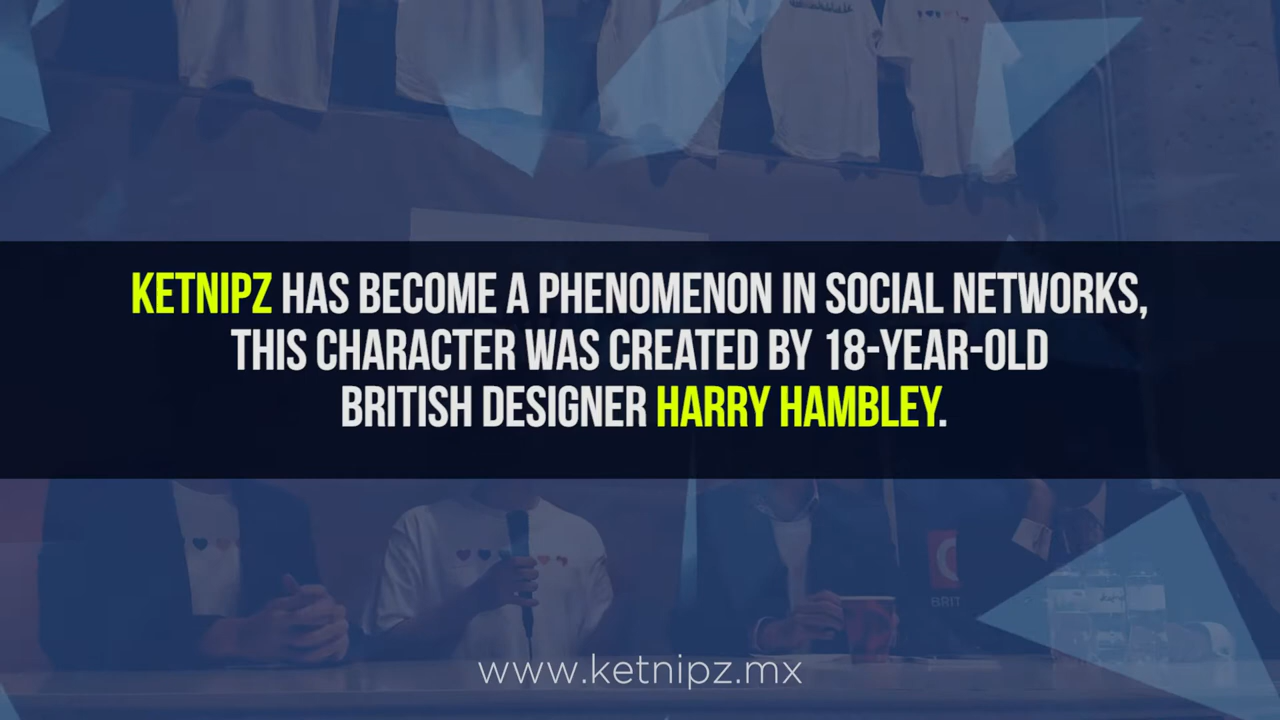 KETNIPZ HAS BECOME A PHENOMENON IN SOCIAL NETWORKS,
THIS CHARACTER WAS CREATED BY 18-YEAR-OLD
BRITISH DESIGNER HARRY HAMBLEY.
BRIT
www.ketnipz.mx